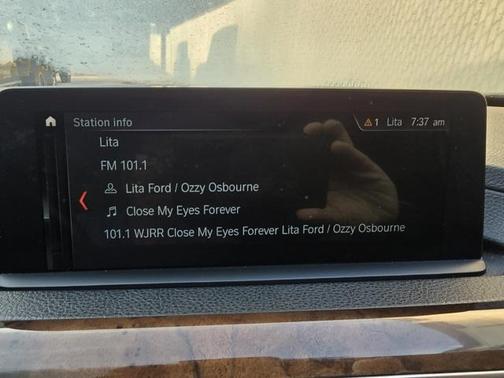 Station info
1 Lita 7:37 am
Lita
FM 101.1
Lita Ford / Ozzy Osbourne
Close My Eyes Forever
101.1 WJRR Close My Eyes Forever Lita Ford / Ozzy Osbourne